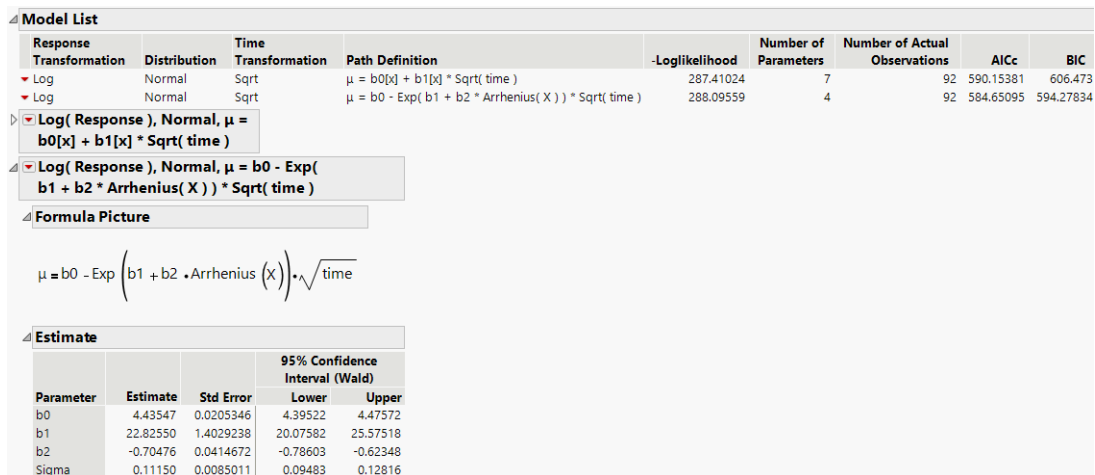 Model List
Response Transformation Distribution Time Transformation Path Definition -Loglikelihood Number of Parameters Number of Actual Observations AICc BIC
Log Normal Sqrt μ = b0[x] + b1[x] * Sqrt( time ) 287.41024 7 92 590.15381 606.473
Log Normal Sqrt μ = b0 - Exp( b1 + b2 * Arrhenius( X ) ) * Sqrt( time ) 288.09559 4 92 584.65095 594.27834
Log( Response ), Normal, μ =
b0[x] + b1[x] * Sqrt( time )
Log( Response ), Normal, μ = b0 - Exp(
b1 + b2 * Arrhenius( X ) ) * Sqrt( time )
Formula Picture
μ = b0 - Exp (b1 + b2 • Arrhenius (X)) • √time
Estimate
95% Confidence
Interval (Wald)
Parameter Estimate Std Error Lower Upper
b0 4.43547 0.0205346 4.39522 4.47572
b1 22.82550 1.4029238 20.07582 25.57518
b2 -0.70476 0.0414672 -0.78603 -0.62348
Sigma 0.11150 0.0085011 0.09483 0.12816